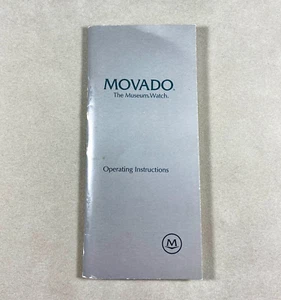 MOVADO.
The Museum.Watch.
Operating Instructions
M